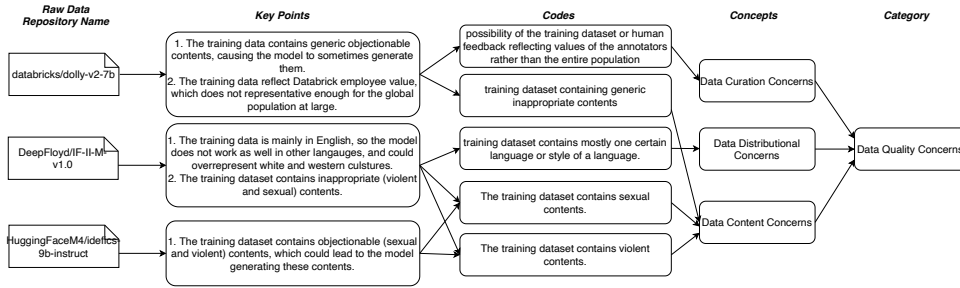 Raw Data
Repository Name
Key Points
Codes
Concepts
Category
databricks/dolly-v2-7b
1. The training data contains generic objectionable
contents, causing the model to sometimes generate
them.
2. The training data reflect Databrick employee value,
which does not representative enough for the global
population at large.
possibility of the training dataset or human
feedback reflecting values of the annotators
rather than the entire population
training dataset containing generic
inappropriate contents
Data Curation Concerns
DeepFloyd/IF-II-M-
v1.0
1. The training data is mainly in English, so the model
does not work as well in other langauges, and could
overrepresent white and western culstures.
2. The training dataset contains inappropriate (violent
and sexual) contents.
training dataset contains mostly one certain
language or style of a language.
Data Distributional
Concerns
Data Quality Concerns
The training dataset contains sexual
contents.
HuggingFaceM4/idefics-
9b-instruct
1. The training dataset contains objectionable (sexual
and violent) contents, which could lead to the model
generating these contents.
The training dataset contains violent
contents.
Data Content Concerns